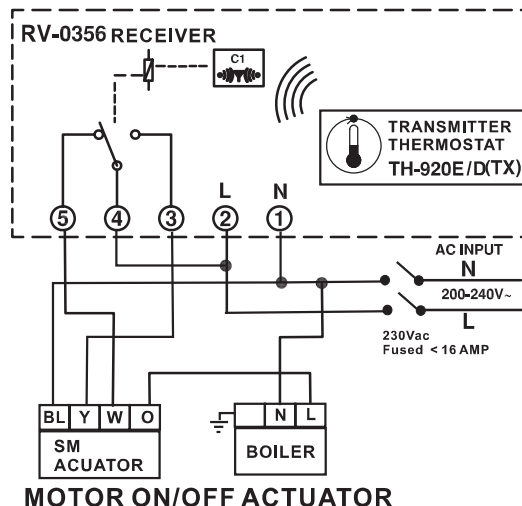 RV-0356 RECEIVER
C1
TRANSMITTER
THERMOSTAT
TH-920E/D(TX)
L N
5 4 3 2 1
AC INPUT
N
200-240V~
L
230Vac
Fused < 16 AMP
BL Y W O
N L
SM
ACUATOR
BOILER
MOTOR ON/OFF ACTUATOR